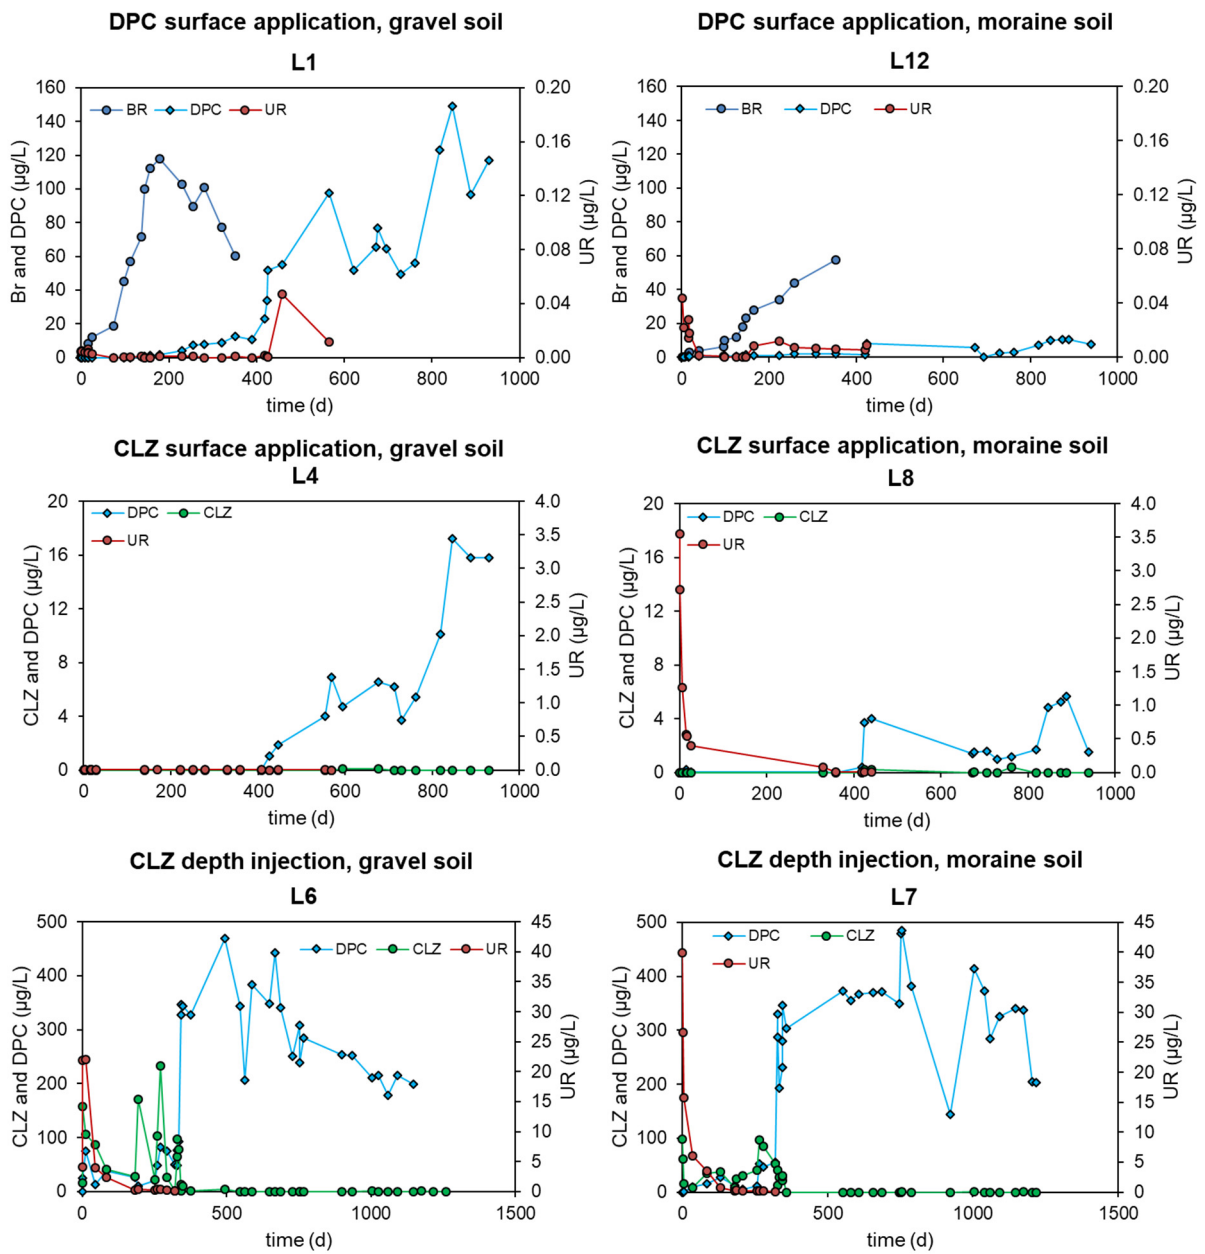 DPC surface application, gravel soil
L1
160
140
120
100
80
60
40
20
0
0.20
0.16
0.12
0.08
0.04
0.00
BR DPC UR
Br and DPC (µg/L)
UR (µg/L)
0 200 400 600 800 1000
time (d)
DPC surface application, moraine soil
L12
160
140
120
100
80
60
40
20
0
0.20
0.16
0.12
0.08
0.04
0.00
BR DPC UR
Br and DPC (µg/L)
UR (µg/L)
0 200 400 600 800 1000
time (d)
CLZ surface application, gravel soil
L4
20
16
12
8
4
0
4.0
3.5
3.0
2.5
2.0
1.5
1.0
0.5
0.0
DPC CLZ
UR
CLZ and DPC (µg/L)
UR (µg/L)
0 200 400 600 800 1000
time (d)
CLZ surface application, moraine soil
L8
20
16
12
8
4
0
4.0
3.5
3.0
2.5
2.0
1.5
1.0
0.5
0.0
DPC CLZ
UR
CLZ and DPC (µg/L)
UR (µg/L)
0 200 400 600 800 1000
time (d)
CLZ depth injection, gravel soil
L6
500
400
300
200
100
0
45
40
35
30
25
20
15
10
5
0
DPC CLZ UR
CLZ and DPC (µg/L)
UR (µg/L)
0 500 1000 1500
time (d)
CLZ depth injection, moraine soil
L7
500
400
300
200
100
0
45
40
35
30
25
20
15
10
5
0
DPC CLZ
UR
CLZ and DPC (µg/L)
UR (µg/L)
0 500 1000 1500
time (d)